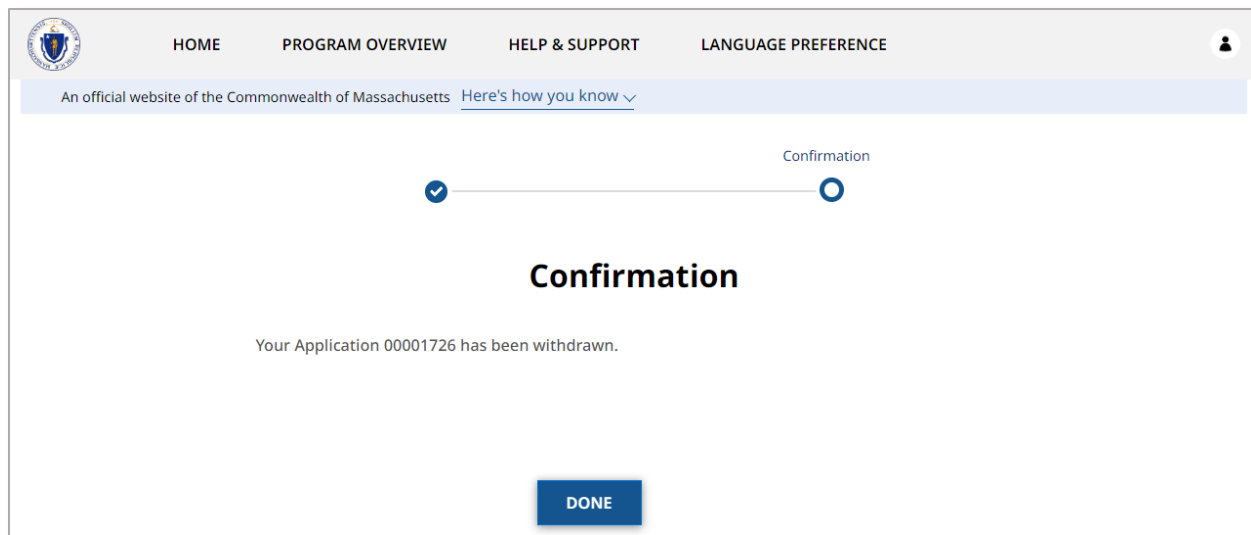 HOME PROGRAM OVERVIEW HELP & SUPPORT LANGUAGE PREFERENCE
An official website of the Commonwealth of Massachusetts Here's how you know
Confirmation
Confirmation
Your Application 00001726 has been withdrawn.
DONE